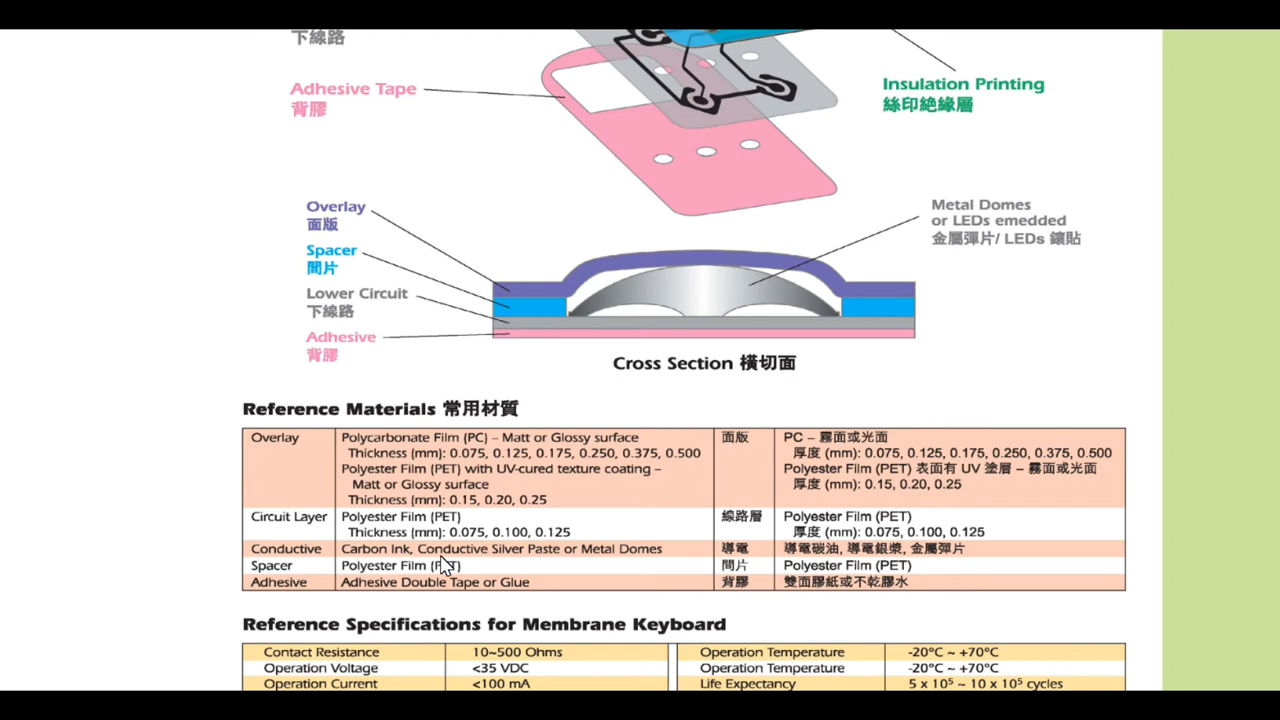 下線路
Adhesive Tape
背膠
Insulation Printing
絲印絶緣層
Overlay
面版
Spacer
間片
Lower Circuit
下線路
Adhesive
背膠
Metal Domes
or LEDs emedded
金屬彈片/ LEDs 鑲貼
Cross Section 橫切面
Reference Materials 常用材質
Overlay Polycarbonate Film (PC) – Matt or Glossy surface 面版 PC – 霧面或光面
Thickness (mm): 0.075, 0.125, 0.175, 0.250, 0.375, 0.500 厚度 (mm): 0.075, 0.125, 0.175, 0.250, 0.375, 0.500
Polyester Film (PET) with UV-cured texture coating – Polyester Film (PET) 表面有 UV 塗層 – 霧面或光面
Matt or Glossy surface 厚度 (mm): 0.15, 0.20, 0.25
Thickness (mm): 0.15, 0.20, 0.25
Circuit Layer Polyester Film (PET) 線路層 Polyester Film (PET)
Thickness (mm): 0.075, 0.100, 0.125 厚度 (mm): 0.075, 0.100, 0.125
Conductive Carbon Ink, Conductive Silver Paste or Metal Domes 導電 導電碳油, 導電銀漿, 金屬彈片
Spacer Polyester Film (PET) 間片 Polyester Film (PET)
Adhesive Adhesive Double Tape or Glue 背膠 雙面膠紙或不乾膠水
Reference Specifications for Membrane Keyboard
Contact Resistance 10~500 Ohms Operation Temperature -20°C ~ +70°C
Operation Voltage <35 VDC Operation Temperature -20°C ~ +70°C
Operation Current <100 mA Life Expectancy 5 x 10⁵ ~ 10 x 10⁵ cycles